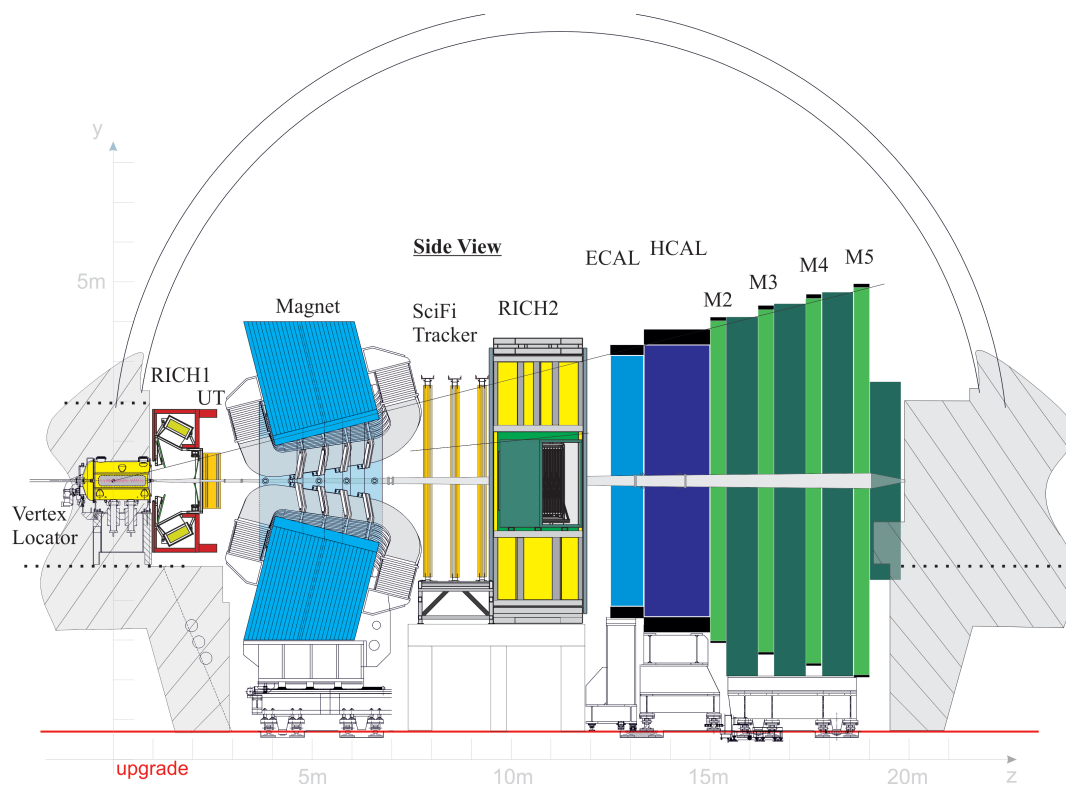 y
Side View
5m
ECAL
HCAL
M2
M3
M4
M5
Magnet
SciFi
Tracker
RICH2
RICH1
UT
Vertex
Locator
upgrade
5m
10m
15m
20m
z